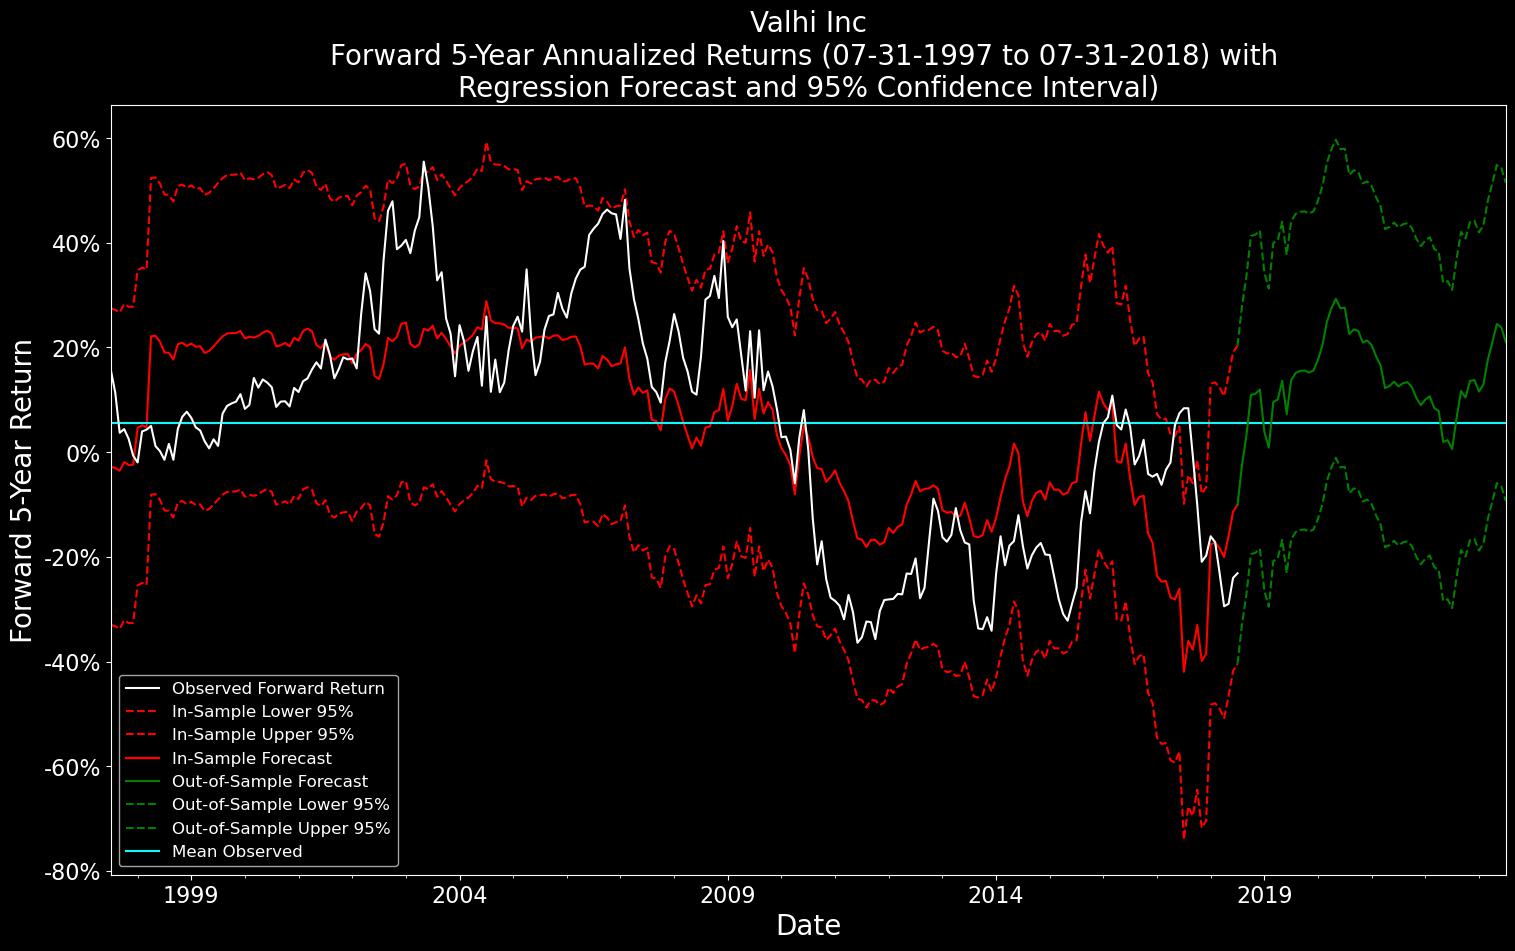 Valhi Inc
Forward 5-Year Annualized Returns (07-31-1997 to 07-31-2018) with
Regression Forecast and 95% Confidence Interval)
Forward 5-Year Return
60%
40%
20%
0%
-20%
-40%
-60%
-80%
Observed Forward Return
In-Sample Lower 95%
In-Sample Upper 95%
In-Sample Forecast
Out-of-Sample Forecast
Out-of-Sample Lower 95%
Out-of-Sample Upper 95%
Mean Observed
1999 2004 2009 2014 2019
Date